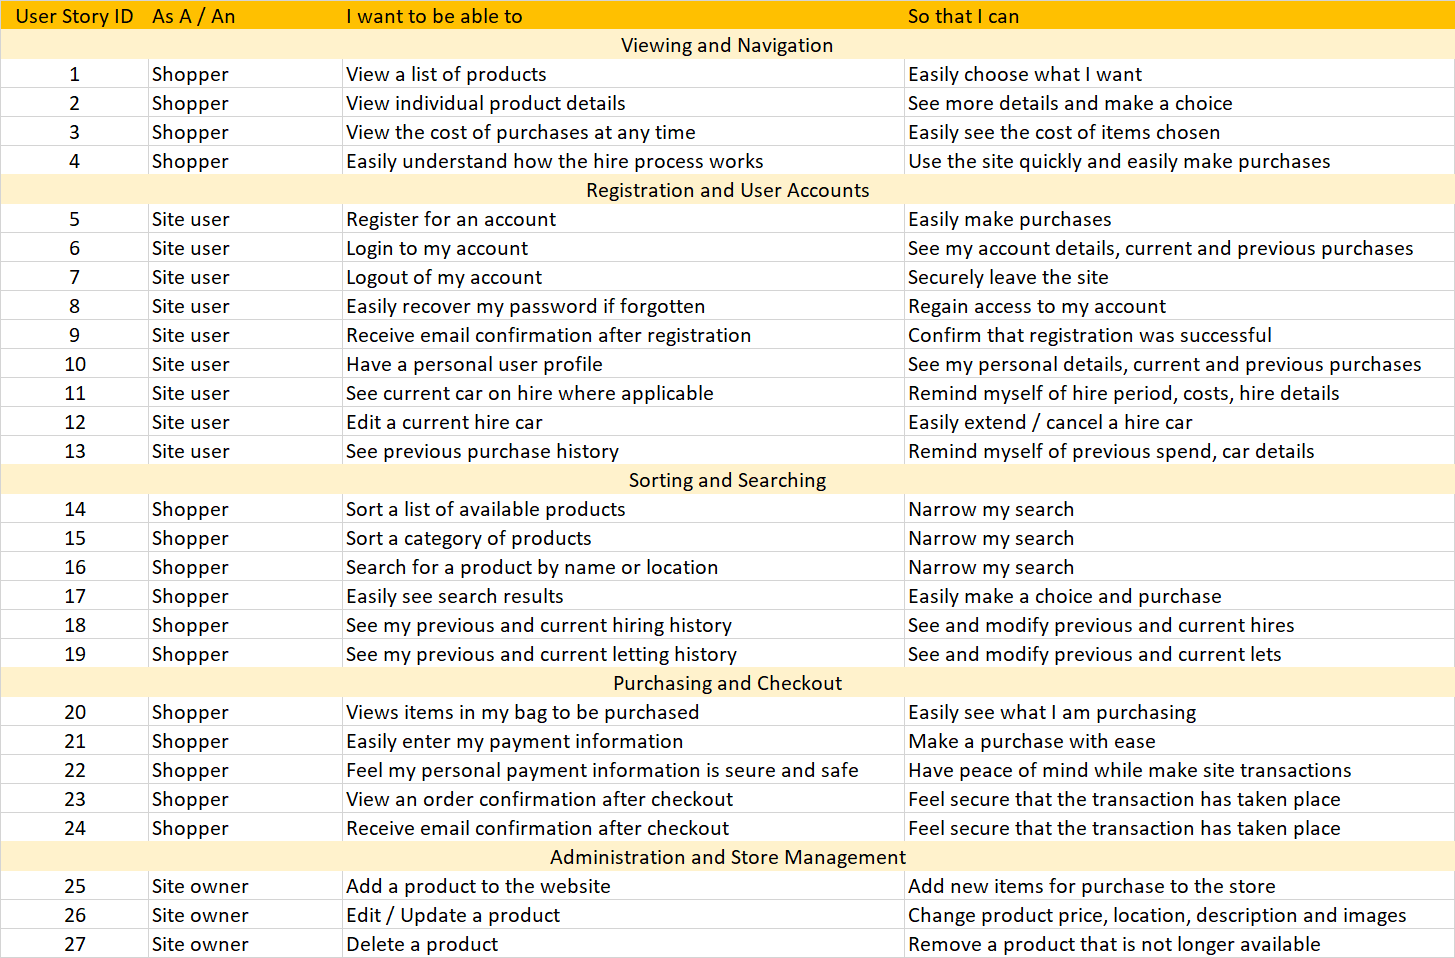 User Story ID As A / An I want to be able to So that I can
Viewing and Navigation
1 Shopper View a list of products Easily choose what I want
2 Shopper View individual product details See more details and make a choice
3 Shopper View the cost of purchases at any time Easily see the cost of items chosen
4 Shopper Easily understand how the hire process works Use the site quickly and easily make purchases
Registration and User Accounts
5 Site user Register for an account Easily make purchases
6 Site user Login to my account See my account details, current and previous purchases
7 Site user Logout of my account Securely leave the site
8 Site user Easily recover my password if forgotten Regain access to my account
9 Site user Receive email confirmation after registration Confirm that registration was successful
10 Site user Have a personal user profile See my personal details, current and previous purchases
11 Site user See current car on hire where applicable Remind myself of hire period, costs, hire details
12 Site user Edit a current hire car Easily extend / cancel a hire car
13 Site user See previous purchase history Remind myself of previous spend, car details
Sorting and Searching
14 Shopper Sort a list of available products Narrow my search
15 Shopper Sort a category of products Narrow my search
16 Shopper Search for a product by name or location Narrow my search
17 Shopper Easily see search results Easily make a choice and purchase
18 Shopper See my previous and current hiring history See and modify previous and current hires
19 Shopper See my previous and current letting history See and modify previous and current lets
Purchasing and Checkout
20 Shopper Views items in my bag to be purchased Easily see what I am purchasing
21 Shopper Easily enter my payment information Make a purchase with ease
22 Shopper Feel my personal payment information is seure and safe Have peace of mind while make site transactions
23 Shopper View an order confirmation after checkout Feel secure that the transaction has taken place
24 Shopper Receive email confirmation after checkout Feel secure that the transaction has taken place
Administration and Store Management
25 Site owner Add a product to the website Add new items for purchase to the store
26 Site owner Edit / Update a product Change product price, location, description and images
27 Site owner Delete a product Remove a product that is not longer available